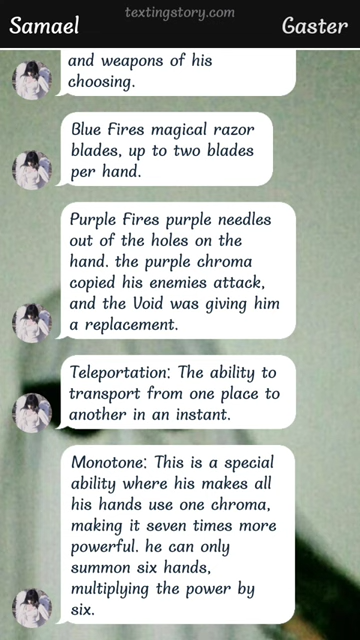 textingstory.com
Samael
Gaster
and weapons of his
choosing.
Blue Fires magical razor
blades, up to two blades
per hand.
Purple Fires purple needles
out of the holes on the
hand. the purple chroma
copied his enemies attack,
and the Void was giving him
a replacement.
Teleportation: The ability to
transport from one place to
another in an instant.
Monotone: This is a special
ability where his makes all
his hands use one chroma,
making it seven times more
powerful. he can only
summon six hands,
multiplying the power by
six.